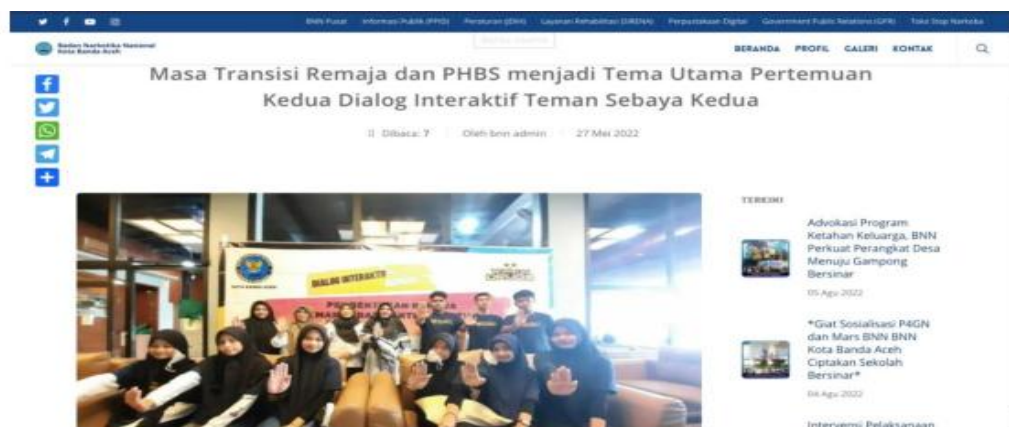 BNN Pusat Informasi Publik (PPID) Peraturan (JDIH) Layanan Rehabilitasi (SIRENA) Perpustakaan Digital Government Public Relations (GPR) Toko Stop Narkoba
Badan Narkotika Nasional
Kota Banda Aceh
BERANDA PROFIL GALERI KONTAK
Masa Transisi Remaja dan PHBS menjadi Tema Utama Pertemuan
Kedua Dialog Interaktif Teman Sebaya Kedua
Dibaca: 7 Oleh bnn admin 27 Mei 2022
DIALOG INTERAKTIF
REMAJA
TERKINI
Advokasi Program
Ketahan Keluarga, BNN
Perkuat Perangkat Desa
Menuju Gampong
Bersinar
05 Agu 2022
*Giat Sosialisasi P4GN
dan Mars BNN BNN
Kota Banda Aceh
Ciptakan Sekolah
Bersinar*
04 Agu 2022
Intervensi Pelaksanaan